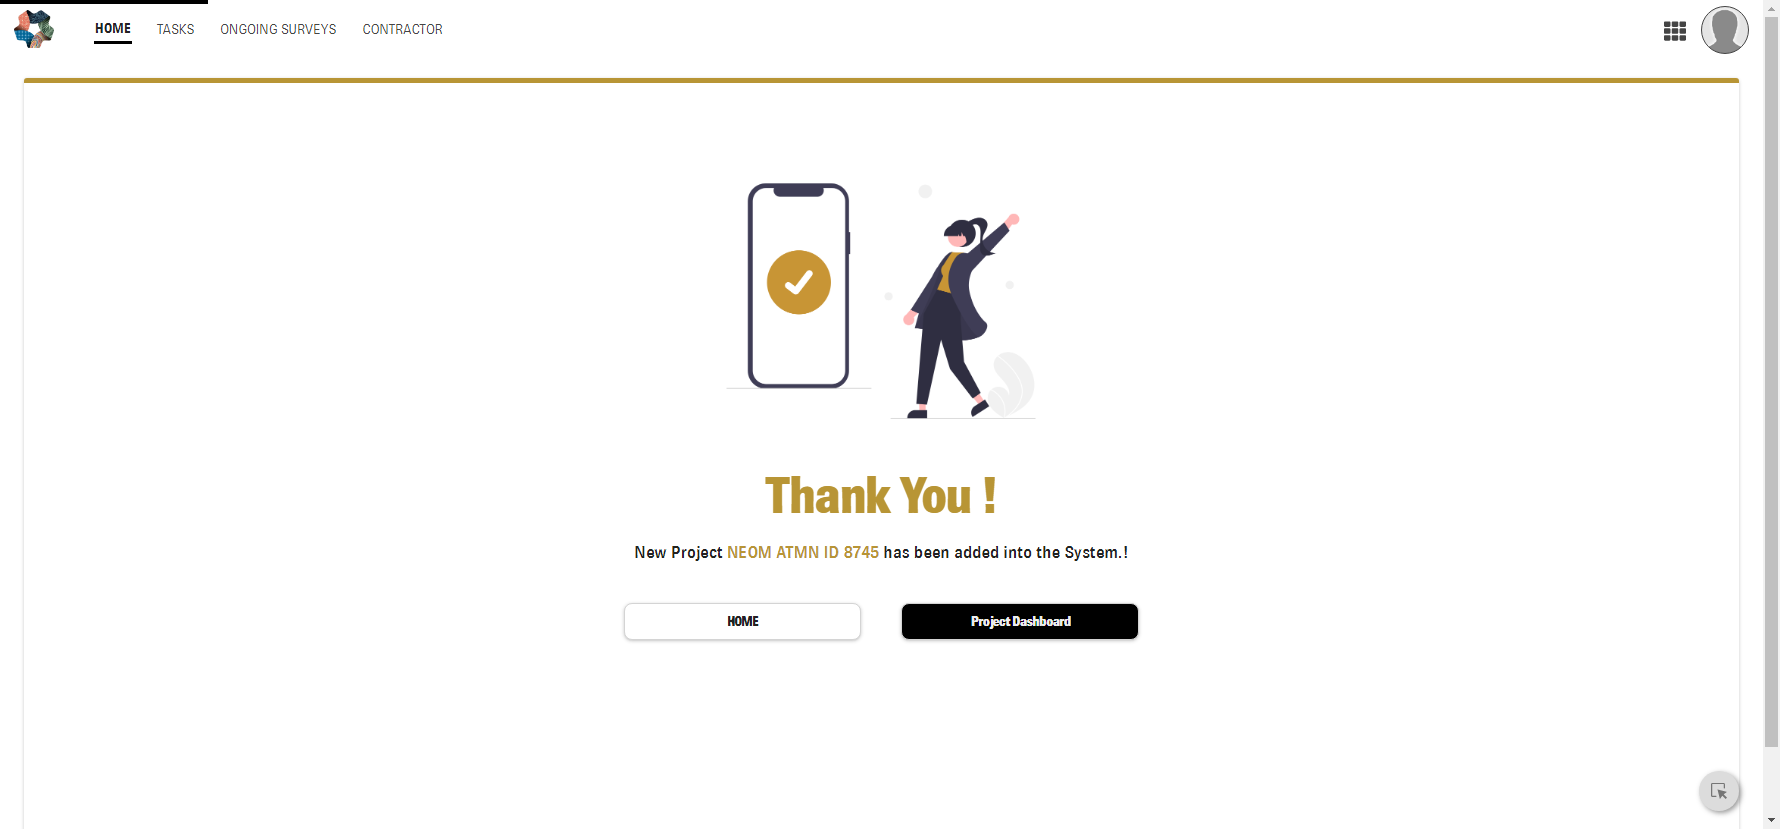 HOME TASKS ONGOING SURVEYS CONTRACTOR
Thank You !
New Project NEOM ATMN ID 8745 has been added into the System.!
HOME Project Dashboard